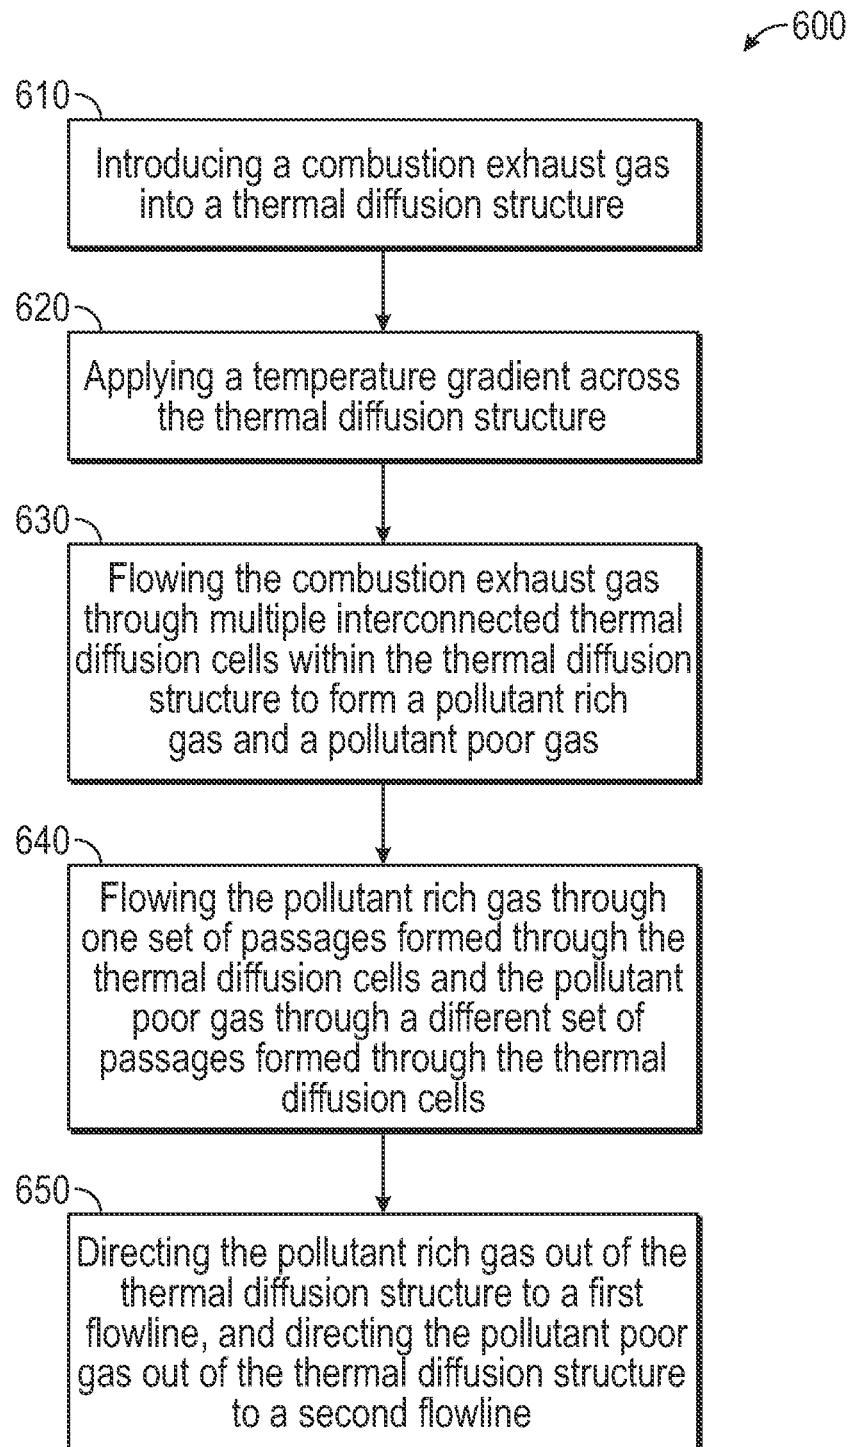 600
610
Introducing a combustion exhaust gas
into a thermal diffusion structure
620
Applying a temperature gradient across
the thermal diffusion structure
630
Flowing the combustion exhaust gas
through multiple interconnected thermal
diffusion cells within the thermal diffusion
structure to form a pollutant rich
gas and a pollutant poor gas
640
Flowing the pollutant rich gas through
one set of passages formed through the
thermal diffusion cells and the pollutant
poor gas through a different set of
passages formed through the thermal
diffusion cells
650
Directing the pollutant rich gas out of the
thermal diffusion structure to a first
flowline, and directing the pollutant poor
gas out of the thermal diffusion structure
to a second flowline